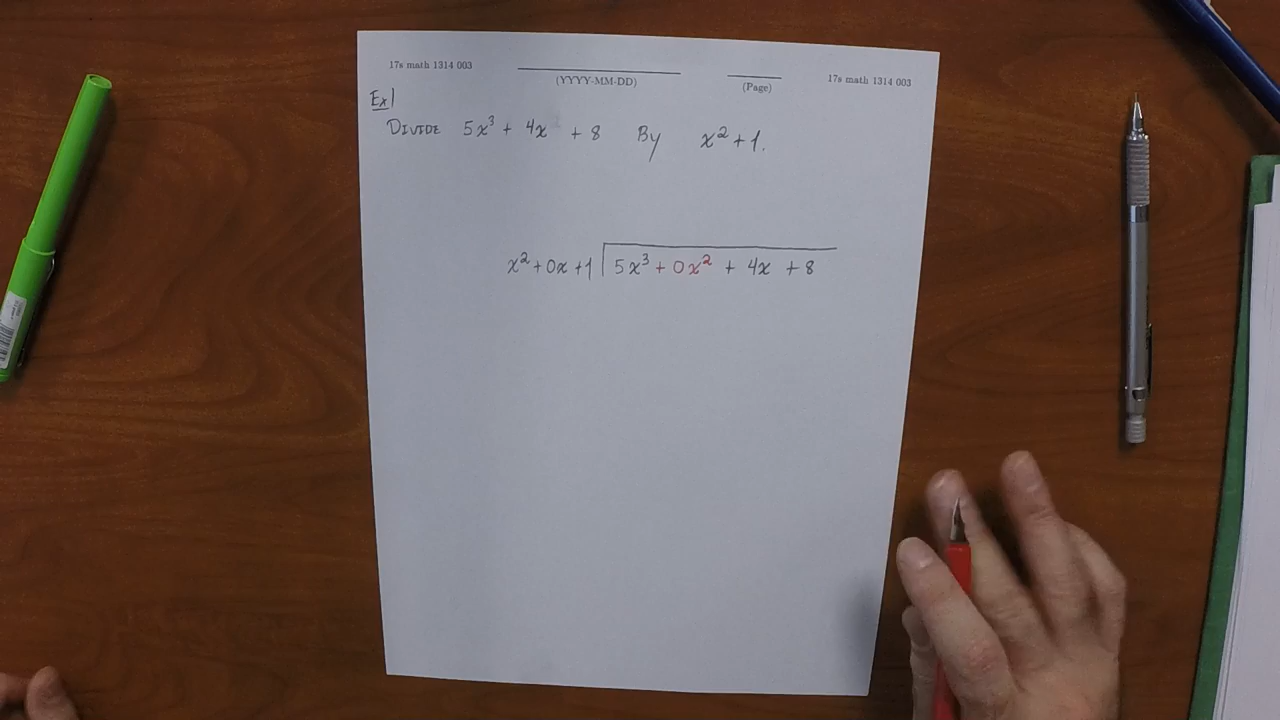 17s math 1314 003 (YYYY-MM-DD) (Page) 17s math 1314 003
Ex1
DIVIDE 5x³ + 4x + 8 By x² + 1.
x² + 0x + 1 5x³ + 0x² + 4x + 8